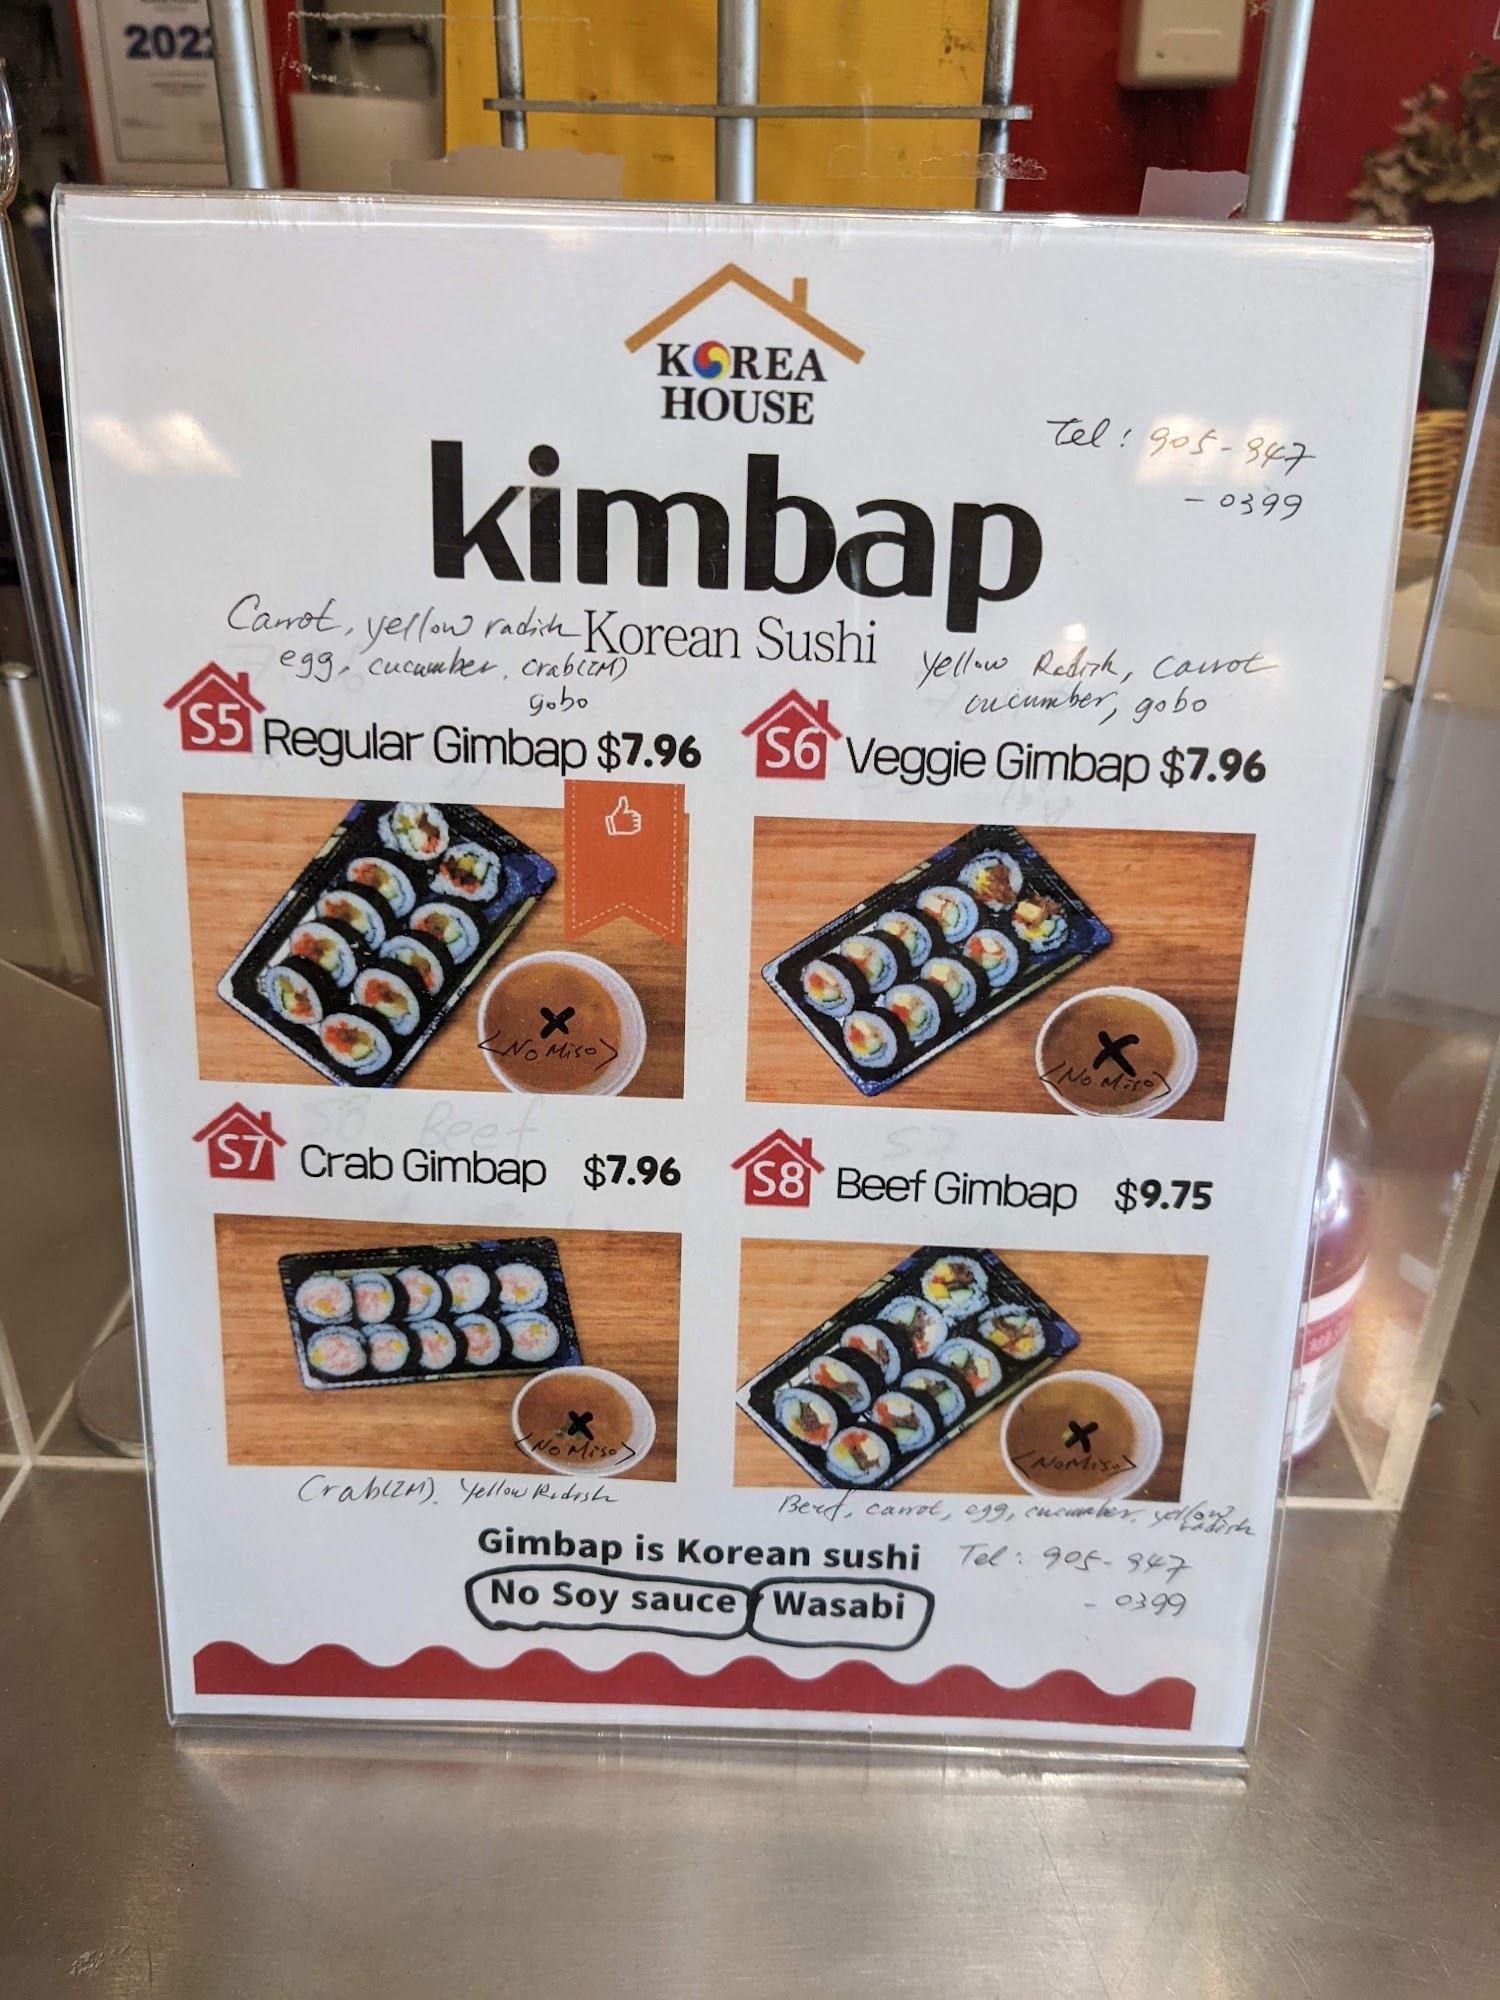 2022
KOREA
HOUSE
Tel: 905-947
-0399
kimbap
Korean Sushi
Carrot, yellow radish
egg, cucumber, crab(IM)
gobo
Yellow Radish, carrot
cucumber, gobo
S5 Regular Gimbap $7.96
S6 Veggie Gimbap $7.96
<No Miso>
<No Miso>
S7 Crab Gimbap $7.96
S8 Beef Gimbap $9.75
<No Miso>
<No Miso>
Crab(IM), Yellow Radish
Beef, carrot, egg, cucumber, yellow
radish
Gimbap is Korean sushi
No Soy sauce / Wasabi
Tel: 905-947
-0399